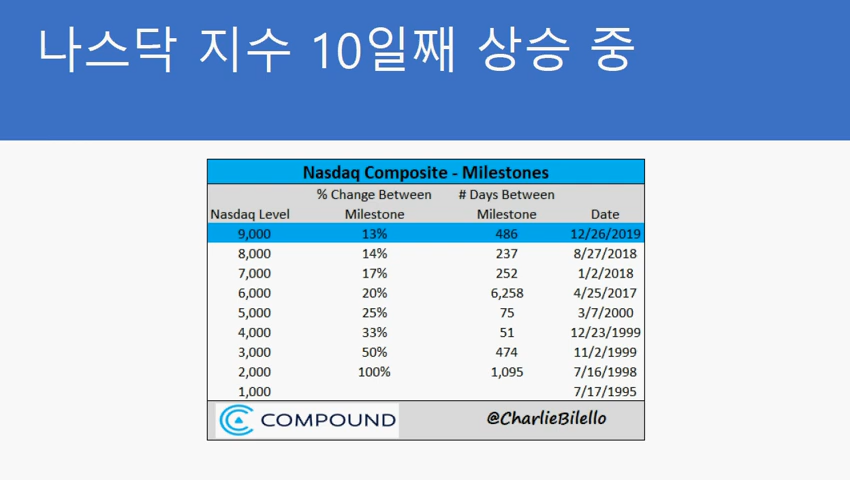 나스닥 지수 10일째 상승 중
Nasdaq Composite - Milestones
% Change Between # Days Between
Nasdaq Level Milestone Milestone Date
9,000 13% 486 12/26/2019
8,000 14% 237 8/27/2018
7,000 17% 252 1/2/2018
6,000 20% 6,258 4/25/2017
5,000 25% 75 3/7/2000
4,000 33% 51 12/23/1999
3,000 50% 474 11/2/1999
2,000 100% 1,095 7/16/1998
1,000 7/17/1995
COMPOUND @CharlieBilello